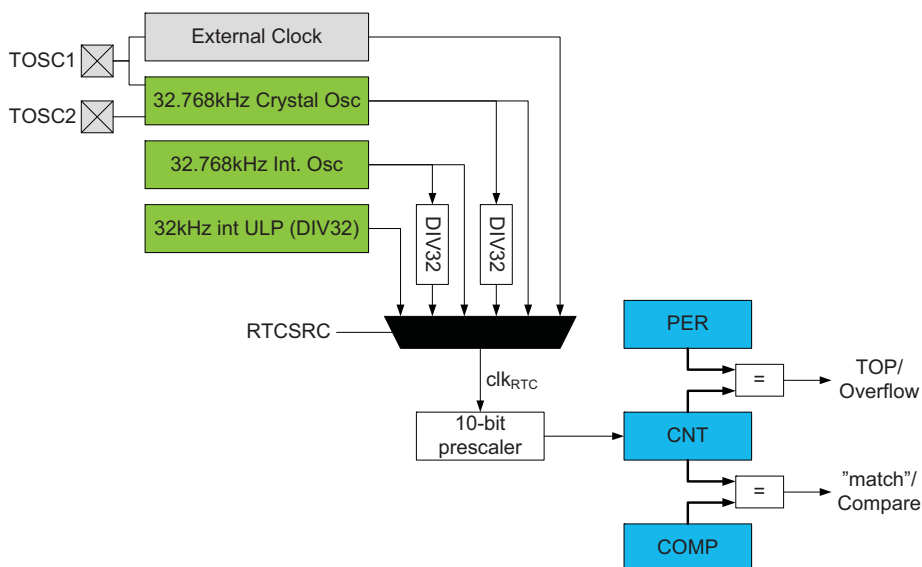 External Clock
TOSC1
32.768kHz Crystal Osc
TOSC2
32.768kHz Int. Osc
32kHz int ULP (DIV32)
DIV32
DIV32
RTCSRC
PER
clkRTC
=
TOP/
Overflow
10-bit
prescaler
CNT
=
”match”/
Compare
COMP